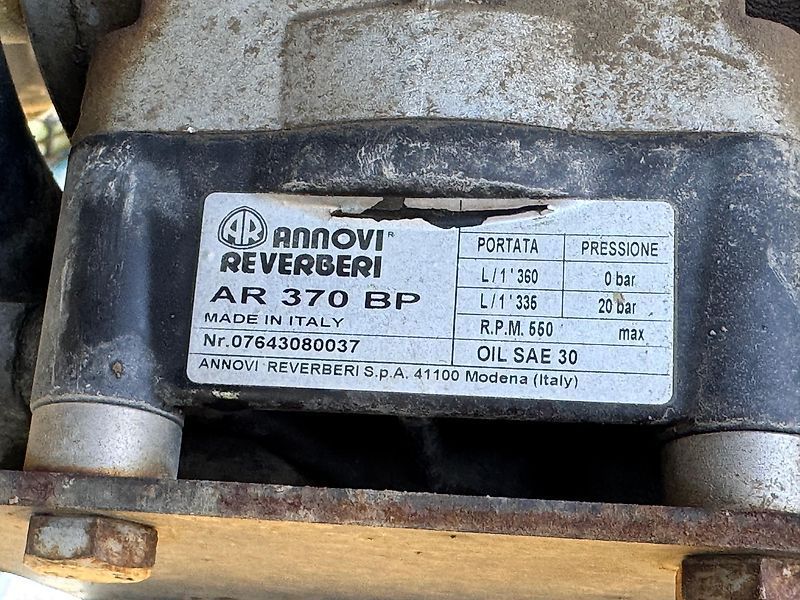 AR ANNOVI®
REVERBERI
AR 370 BP
MADE IN ITALY
Nr.07643080037
PORTATA PRESSIONE
L/1' 360 0 bar
L/1' 335 20 bar
R.P.M. 550 max
OIL SAE 30
ANNOVI REVERBERI S.p.A. 41100 Modena (Italy)